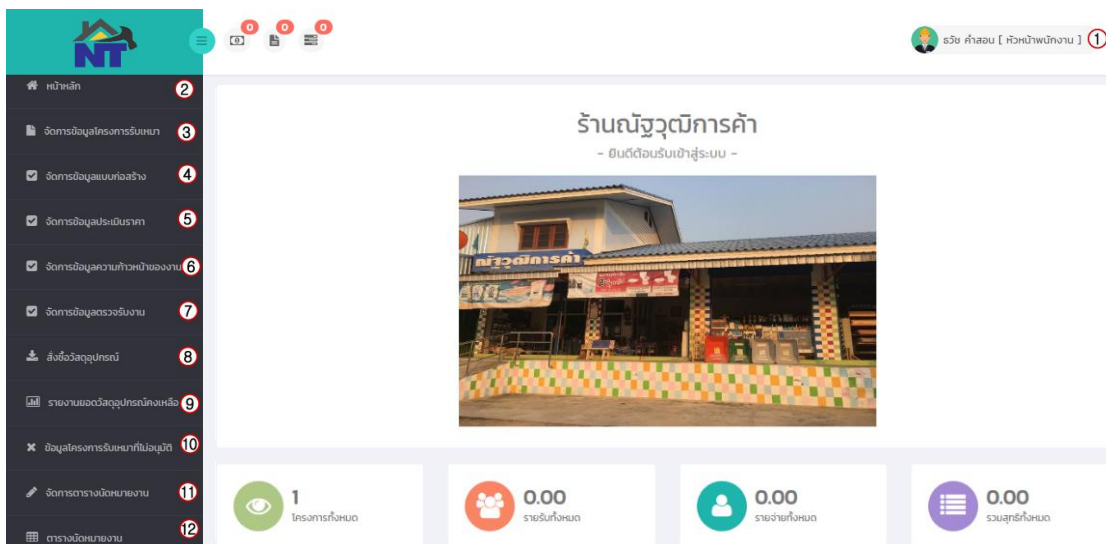 NT
0 0 0
ธวัช คำสอน [ หัวหน้าพนักงาน ] 1
หน้าหลัก 2
จัดการข้อมูลโครงการรับเหมา 3
จัดการข้อมูลแบบก่อสร้าง 4
จัดการข้อมูลประเมินราคา 5
จัดการข้อมูลความก้าวหน้าของงาน 6
จัดการข้อมูลตรวจรับงาน 7
สั่งซื้อวัสดุอุปกรณ์ 8
รายงานยอดวัสดุอุปกรณ์คงเหลือ 9
ข้อมูลโครงการรับเหมาที่ไม่อนุมัติ 10
จัดการตารางนัดหมายงาน 11
ตารางนัดหมายงาน 12
ร้านณัฐวุฒิการค้า
- ยินดีต้อนรับเข้าสู่ระบบ -
ณัฐวุฒิการค้า
1
โครงการทั้งหมด
0.00
รายรับทั้งหมด
0.00
รายจ่ายทั้งหมด
0.00
รวมสุทธิทั้งหมด